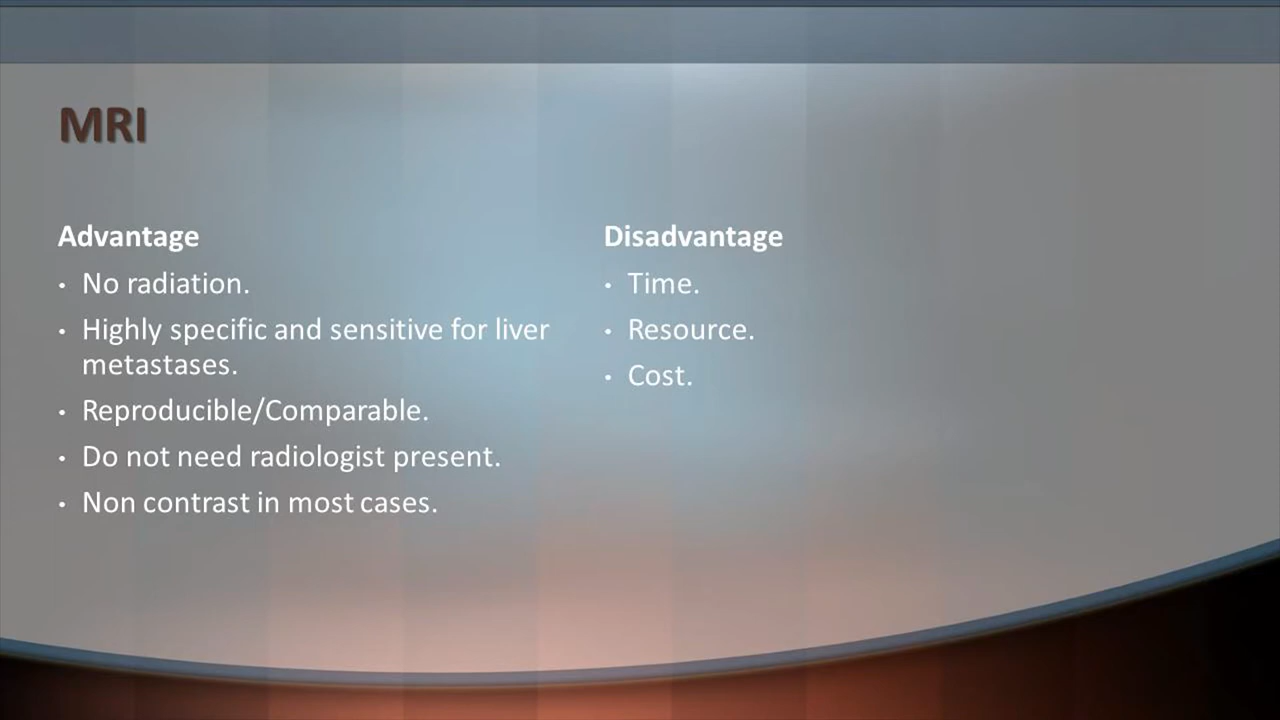 MRI
Advantage
• No radiation.
• Highly specific and sensitive for liver
metastases.
• Reproducible/Comparable.
• Do not need radiologist present.
• Non contrast in most cases.
Disadvantage
• Time.
• Resource.
• Cost.